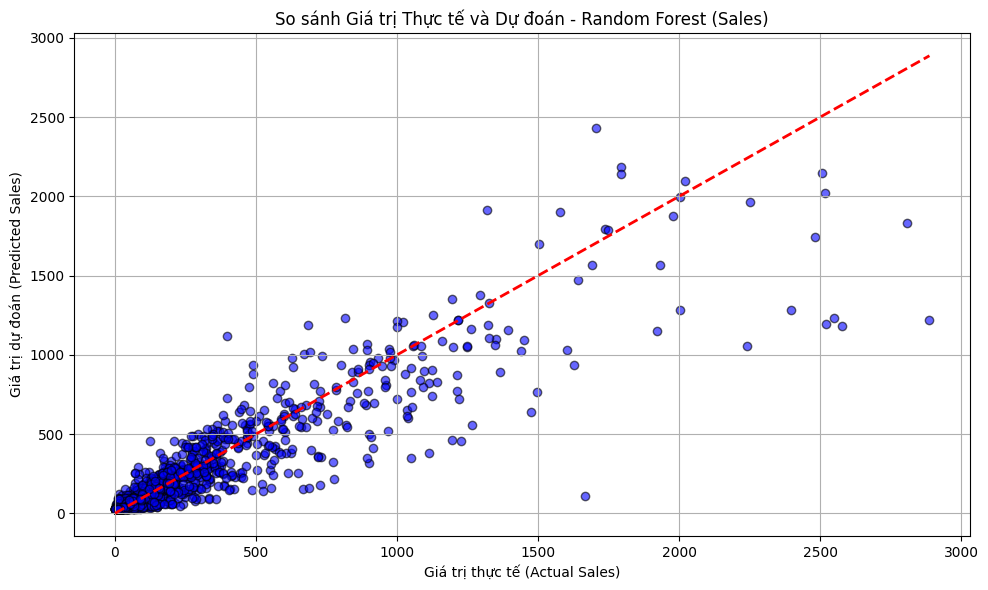 So sánh Giá trị Thực tế và Dự đoán - Random Forest (Sales)
Giá trị dự đoán (Predicted Sales)
3000
2500
2000
1500
1000
500
0
0 500 1000 1500 2000 2500 3000
Giá trị thực tế (Actual Sales)